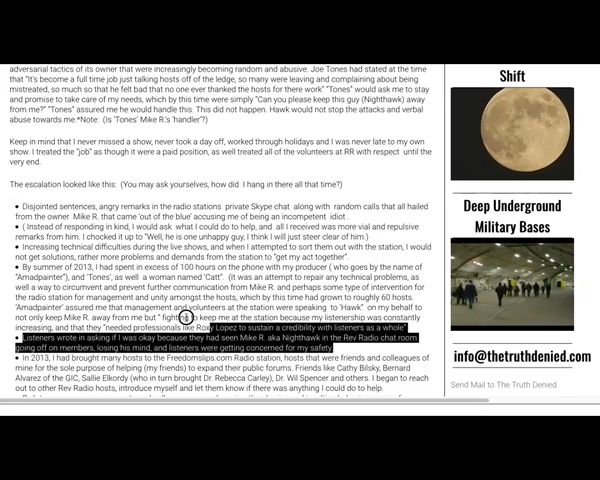 adversarial tactics of its owner that were increasingly becoming random and abusive. Joe Tones had stated at the time
that "It's become a full time job just talking hosts off of the ledge, so many were leaving and complaining about being
mistreated, so much so that he felt bad that no one ever thanked the hosts for there work" "Tones" would ask me to stay
and promise to take care of my needs, which by this time were simply "Can you please keep this guy (Nighthawk) away
from me?" "Tones" assured me he would handle this. This did not happen. Hawk would not stop the attacks and verbal
abuse towards me.*Note: (Is 'Tones' Mike R.'s 'handler'?)
Keep in mind that I never missed a show, never took a day off, worked through holidays and I was never late to my own
show. I treated the "job" as though it were a paid position, as well treated all of the volunteers at RR with respect until the
very end.
The escalation looked like this: (You may ask yourselves, how did I hang in there all that time?)
• Disjointed sentences, angry remarks in the radio stations private Skype chat along with random calls that all hailed
from the owner Mike R. that came 'out of the blue' accusing me of being an incompetent idiot .
• ( Instead of responding in kind, I would ask what I could do to help, and all I received was more vial and repulsive
remarks from him. I chocked it up to "Well, he is one unhappy guy, I think I will just steer clear of him.)
• Increasing technical difficulties during the live shows, and when I attempted to sort them out with the station, I would
not get solutions, rather more problems and demands from the station to "get my act together".
• By summer of 2013, I had spent in excess of 100 hours on the phone with my producer ( who goes by the name of
"Amadpainter"), and 'Tones', as well a woman named 'Catt". (It was an attempt to repair any technical problems, as
well a way to circumvent and prevent further communication from Mike R. and perhaps some type of intervention for
the radio station for management and unity amongst the hosts, which by this time had grown to roughly 60 hosts.
'Amadpainter' assured me that management and volunteers at the station were speaking to "Hawk" on my behalf to
not only keep Mike R. away from me but " fighting to keep me at the station because my listenership was constantly
increasing, and that they "needed professionals like Roxy Lopez to sustain a credibility with listeners as a whole"
• Listeners wrote in asking if I was okay because they had seen Mike R. aka Nighthawk in the Rev Radio chat room
going off on members, losing his mind, and listeners were getting concerned for my safety.
• In 2013, I had brought many hosts to the Freedomslips.com Radio station, hosts that were friends and colleagues of
mine for the sole purpose of helping (my friends) to expand their public forums. Friends like Cathy Bilsky, Bernard
Alvarez of the GIC, Sallie Elkordy (who in turn brought Dr. Rebecca Carley), Dr. Wil Spencer and others. I began to reach
out to other Rev Radio hosts, introduce myself and let them know if there was anything I could do to help.
Shift
Deep Underground
Military Bases
info@thetruthdenied.com
Send Mail to The Truth Denied